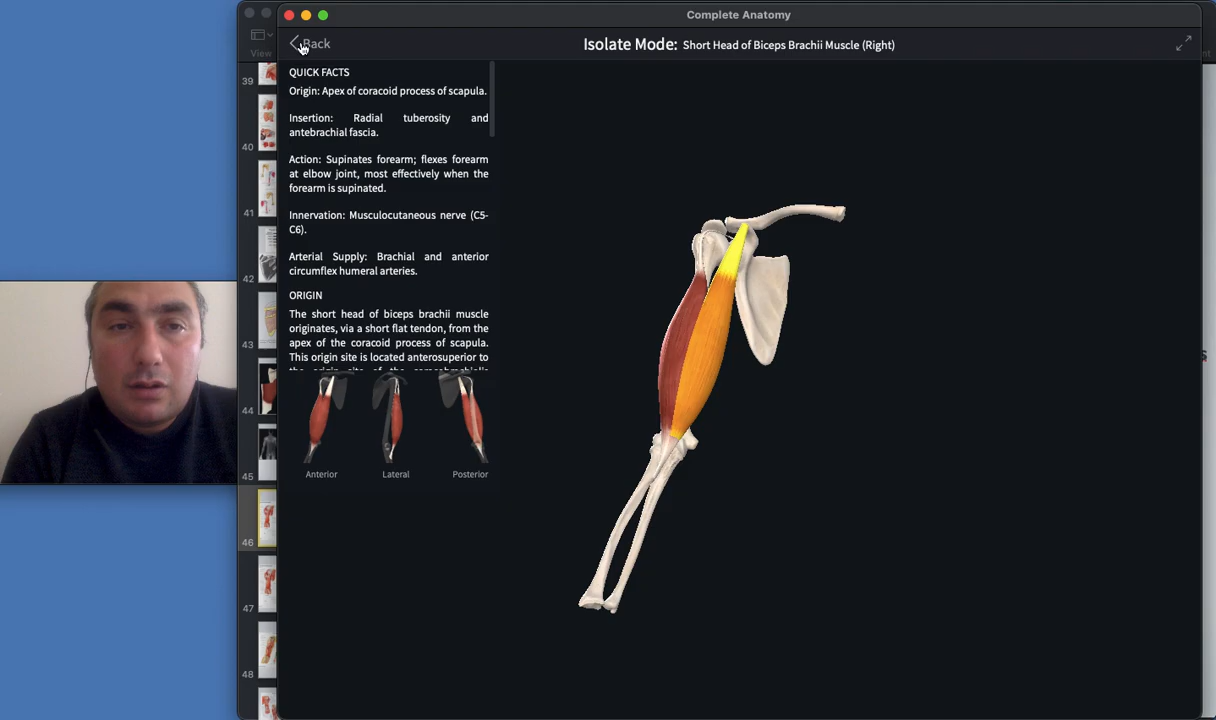 Complete Anatomy
View
Back
Isolate Mode: Short Head of Biceps Brachii Muscle (Right)
QUICK FACTS
Origin: Apex of coracoid process of scapula.
Insertion: Radial tuberosity and
antebrachial fascia.
Action: Supinates forearm; flexes forearm
at elbow joint, most effectively when the
forearm is supinated.
Innervation: Musculocutaneous nerve (C5-
C6).
Arterial Supply: Brachial and anterior
circumflex humeral arteries.
ORIGIN
The short head of biceps brachii muscle
originates, via a short flat tendon, from the
apex of the coracoid process of scapula.
This origin site is located anterosuperior to
Anterior
Lateral
Posterior
39
40
41
42
43
44
45
46
47
48